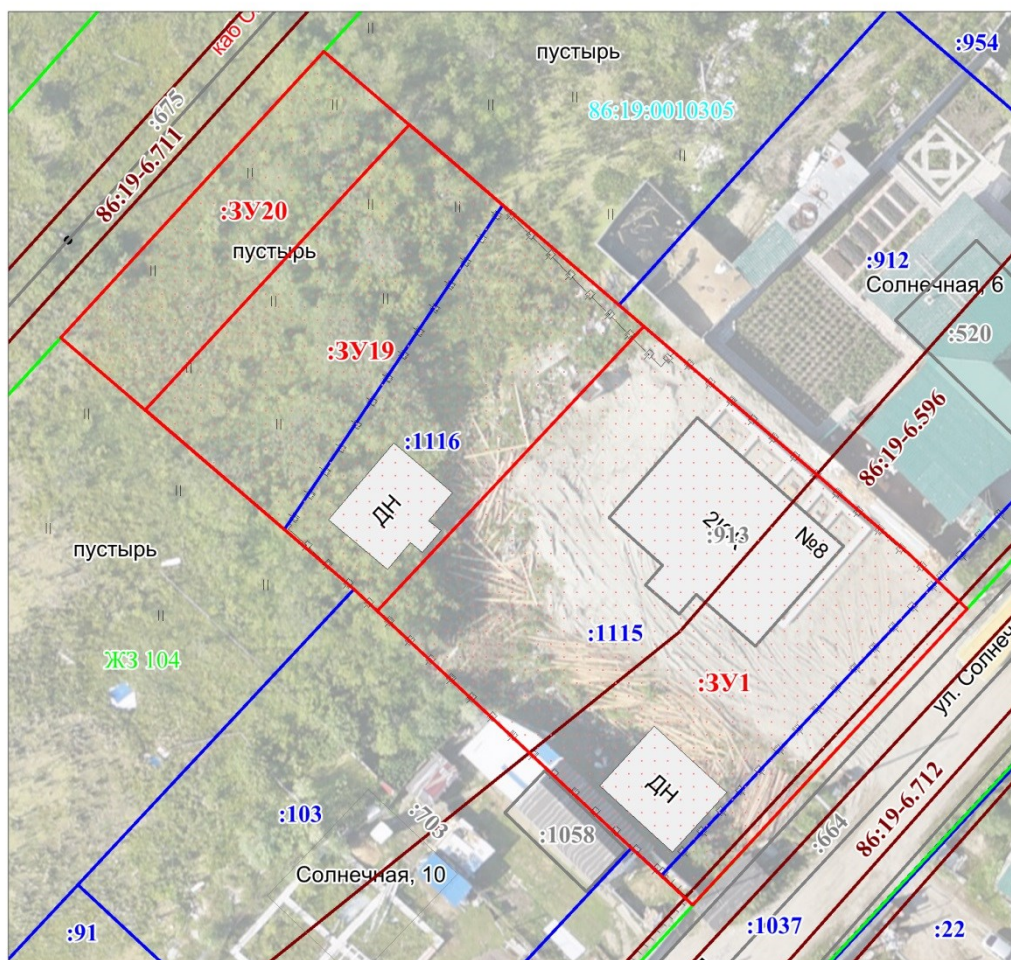 као
пустырь
:954
:675
86:19:0010305
86:19-6.711
:ЗУ20
пустырь
:912
Солнечная, 6
:520
:ЗУ19
86:19-6.596
:1116
ДН
№8
:913
пустырь
:1115
ЖЗ 104
:ЗУ1
ул. Солнеч
ДН
86:19-6.712
:103
:703
:1058
:664
Солнечная, 10
:91
:1037
:22